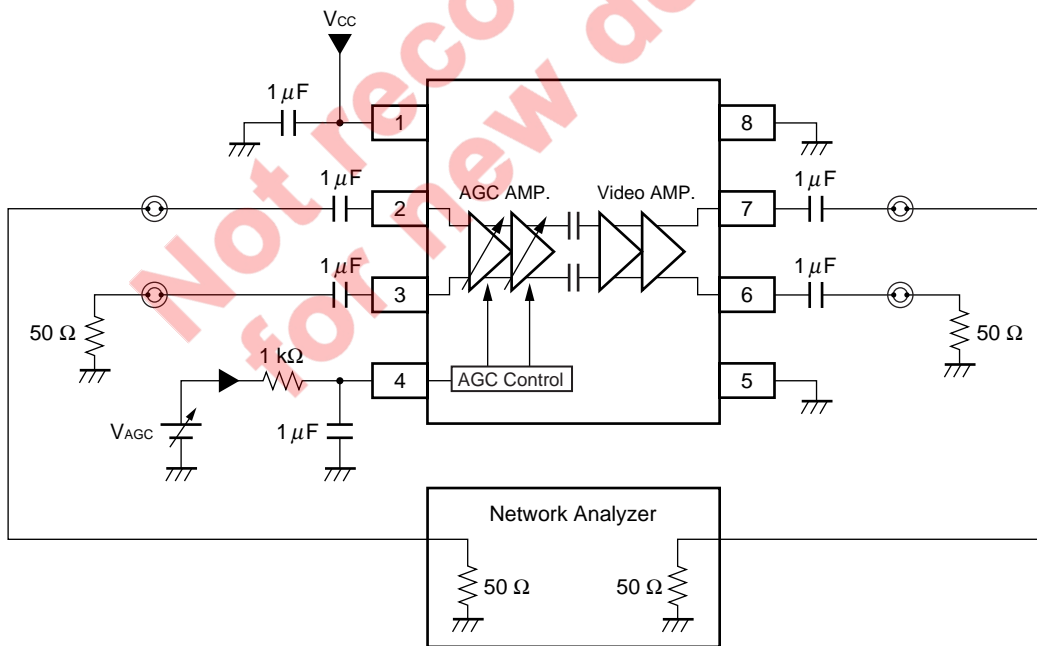 VCC
1 μF
1
8
1 μF
AGC AMP.
Video AMP.
1 μF
2
7
1 μF
1 μF
3
6
50 Ω
50 Ω
1 kΩ
4
AGC Control
5
VAGC
1 μF
Network Analyzer
50 Ω
50 Ω
Not reco
for new de